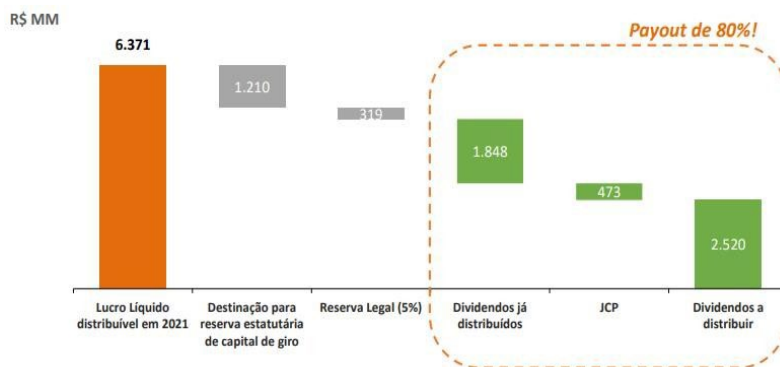 R$ MM
Payout de 80%!
6.371
1.210
319
1.848
473
2.520
Lucro Líquido
distribuível em 2021
Destinação para
reserva estatutária
de capital de giro
Reserva Legal (5%)
Dividendos já
distribuídos
JCP
Dividendos a
distribuir